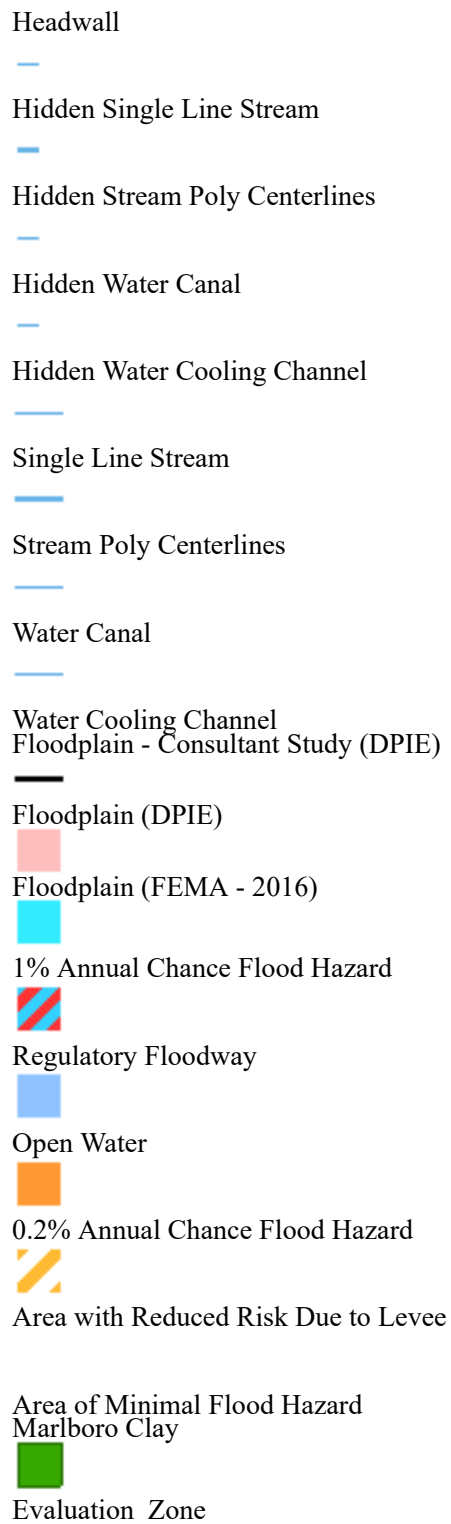 Headwall
Hidden Single Line Stream
Hidden Stream Poly Centerlines
Hidden Water Canal
Hidden Water Cooling Channel
Single Line Stream
Stream Poly Centerlines
Water Canal
Water Cooling Channel
Floodplain - Consultant Study (DPIE)
Floodplain (DPIE)
Floodplain (FEMA - 2016)
1% Annual Chance Flood Hazard
Regulatory Floodway
Open Water
0.2% Annual Chance Flood Hazard
Area with Reduced Risk Due to Levee
Area of Minimal Flood Hazard
Marlboro Clay
Evaluation Zone